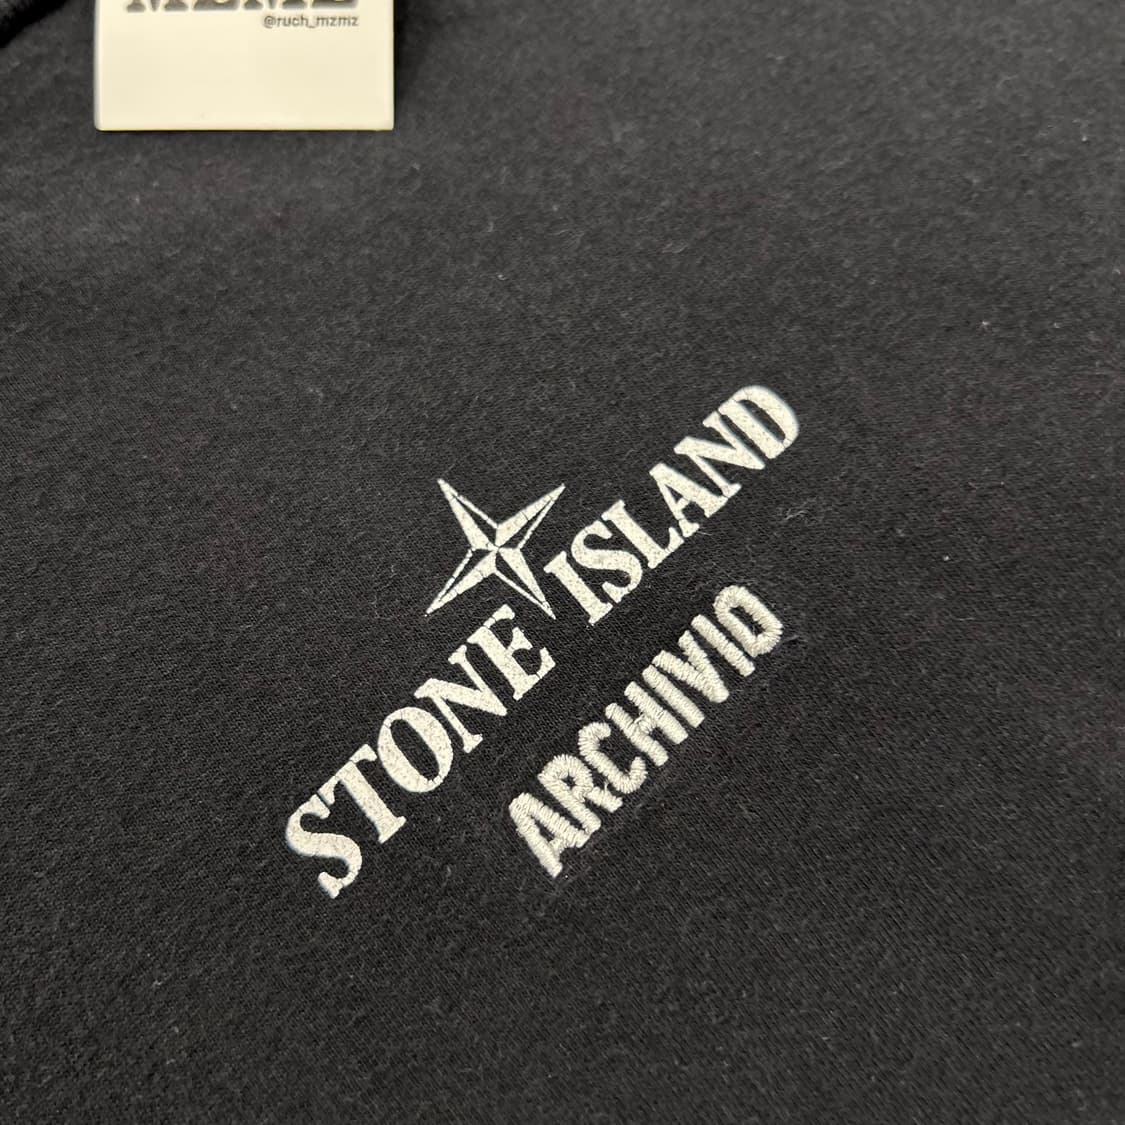 @ruch_mzmz
STONE ISLAND
ARCHIVIO